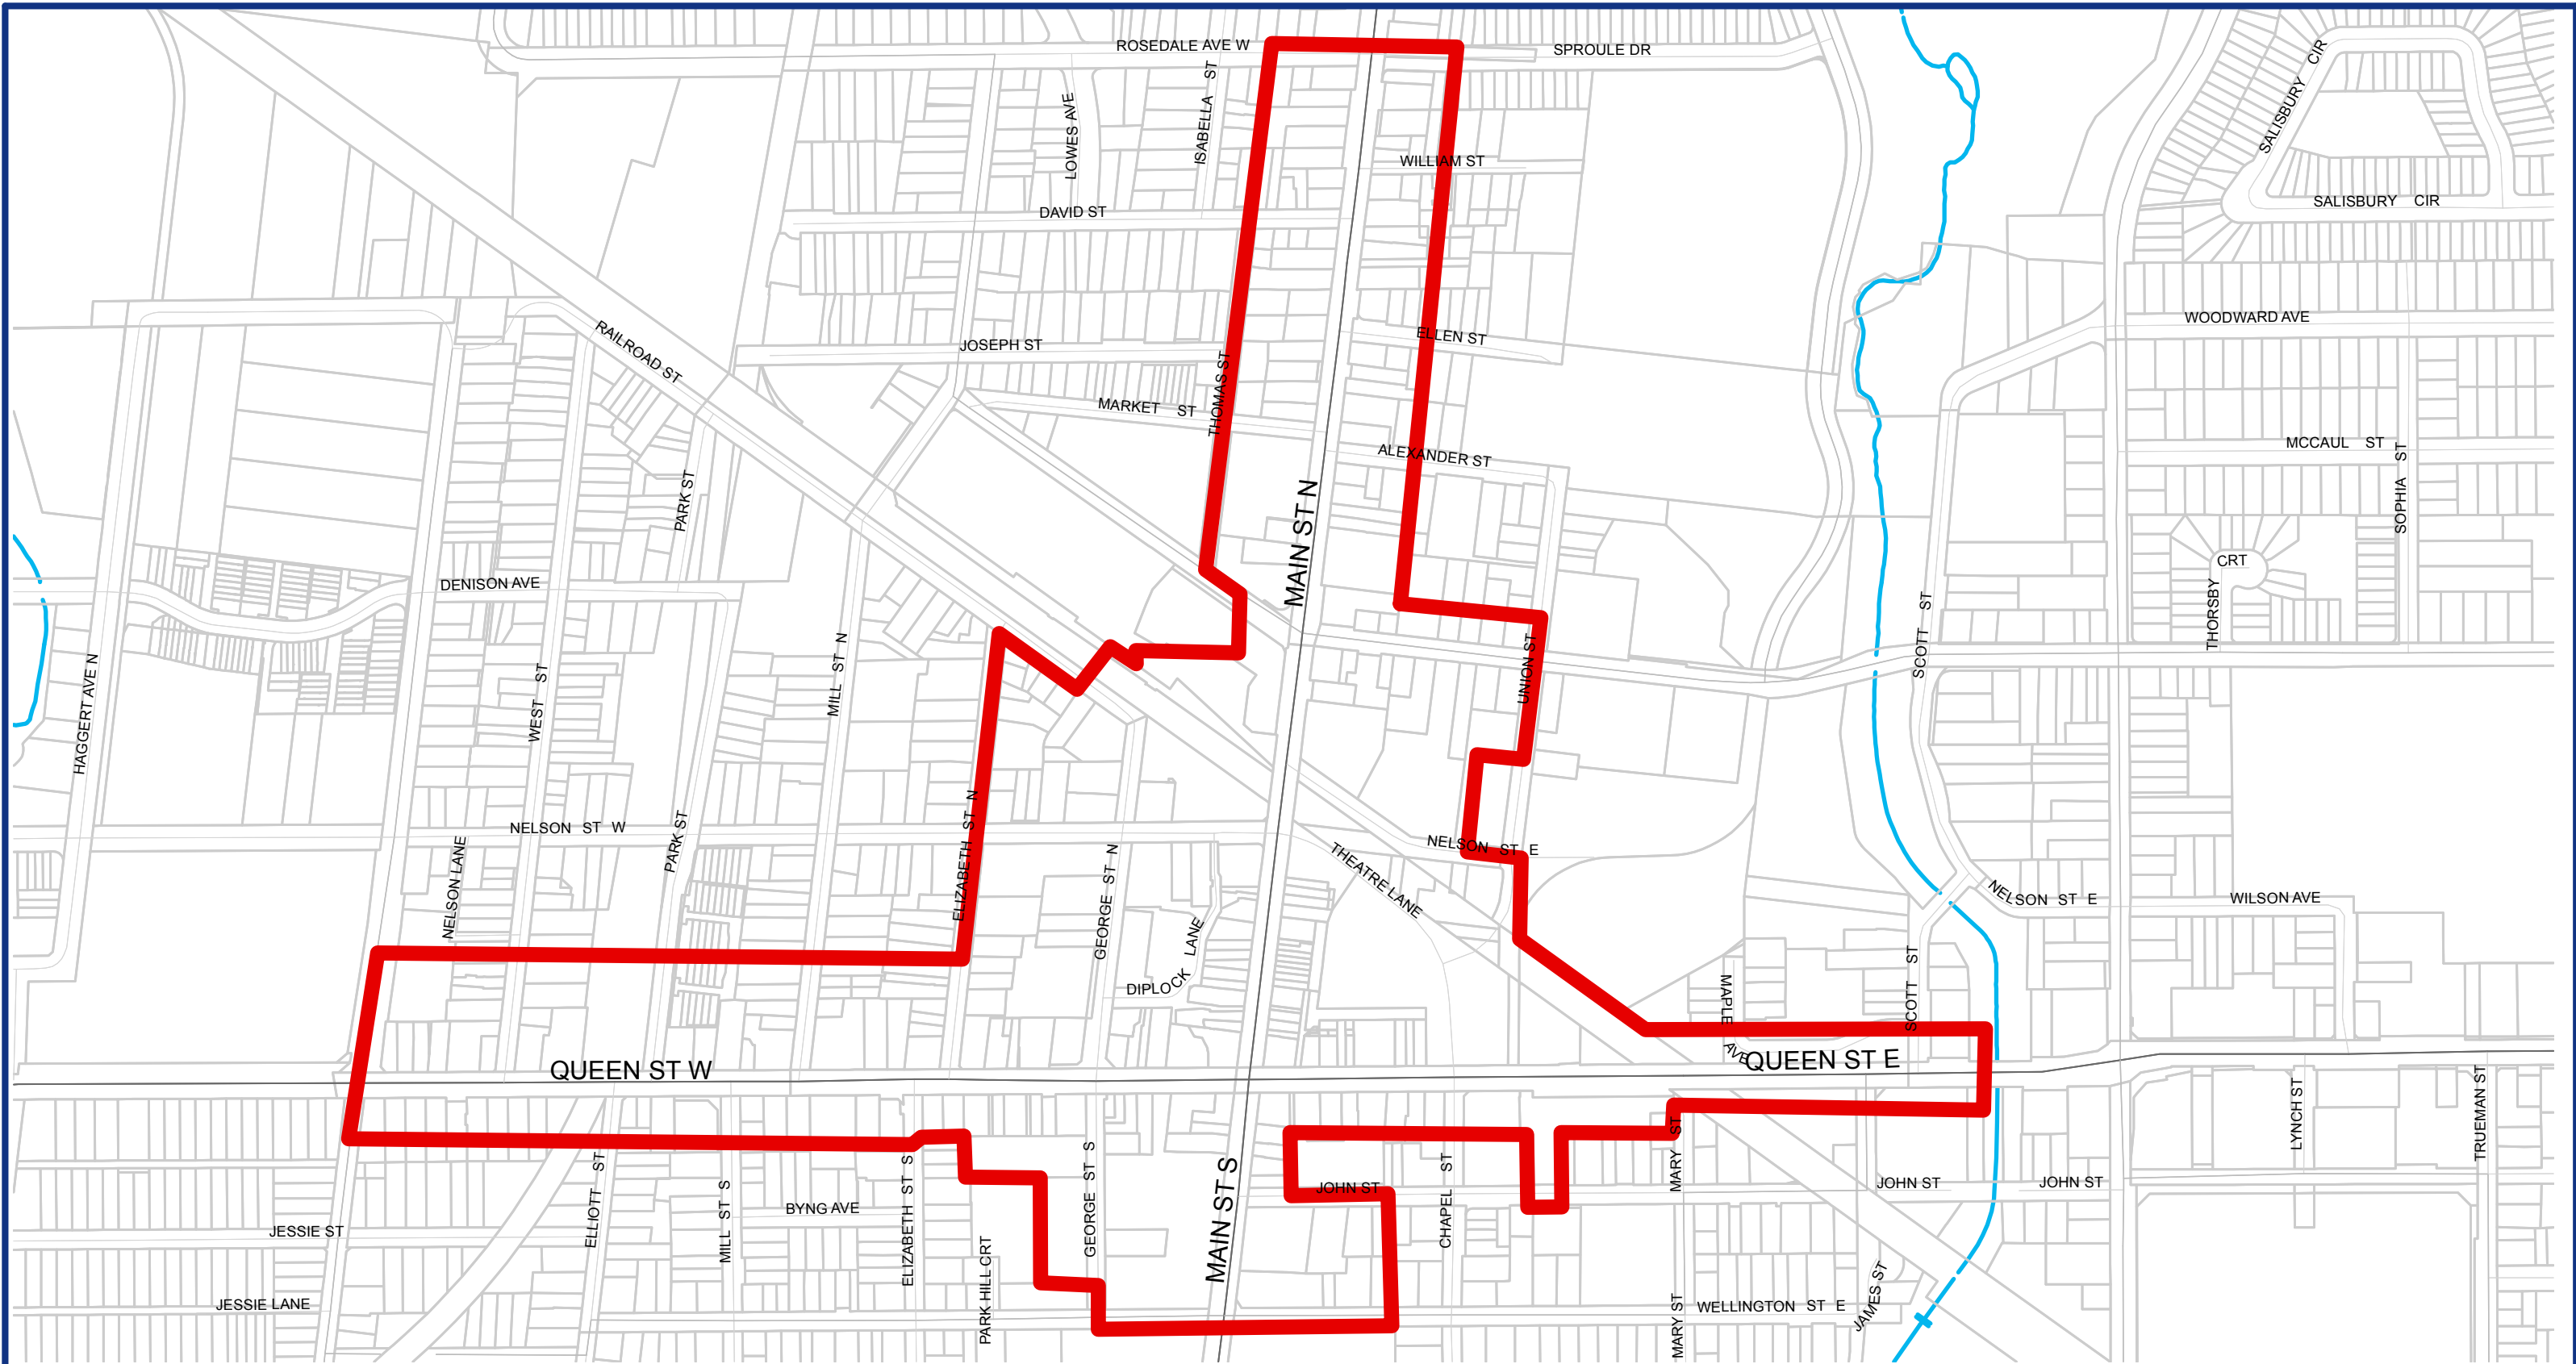 ROSEDALE AVE W
SPROULE DR
SALISBURY CIR
ISABELLA ST
LOWES AVE
WILLIAM ST
SALISBURY CIR
DAVID ST
WOODWARD AVE
RAILROAD ST
JOSEPH ST
ELLEN ST
THOMAS ST
MARKET ST
ALEXANDER ST
MCCAUL ST
SOPHIA ST
PARK ST
MAIN ST N
THORSBY CRT
DENISON AVE
SCOTT ST
HAGGERT AVE N
WEST ST
MILL ST N
UNION ST
NELSON ST W
NELSON LANE
PARK ST
ELIZABETH ST N
GEORGE ST N
NELSON ST E
THEATRE LANE
NELSON ST E
WILSON AVE
DIPLOCK LANE
MAPLE AVE
SCOTT ST
QUEEN ST W
QUEEN ST E
LYNCH ST
TRUEMAN ST
ELLIOTT ST
MILL ST S
BYNG AVE
ELIZABETH ST S
GEORGE ST S
MAIN ST S
JOHN ST
CHAPEL ST
MARY ST
JOHN ST
JOHN ST
JESSIE ST
PARK HILL CRT
JESSIE LANE
MARY ST
WELLINGTON ST E
JAMES ST